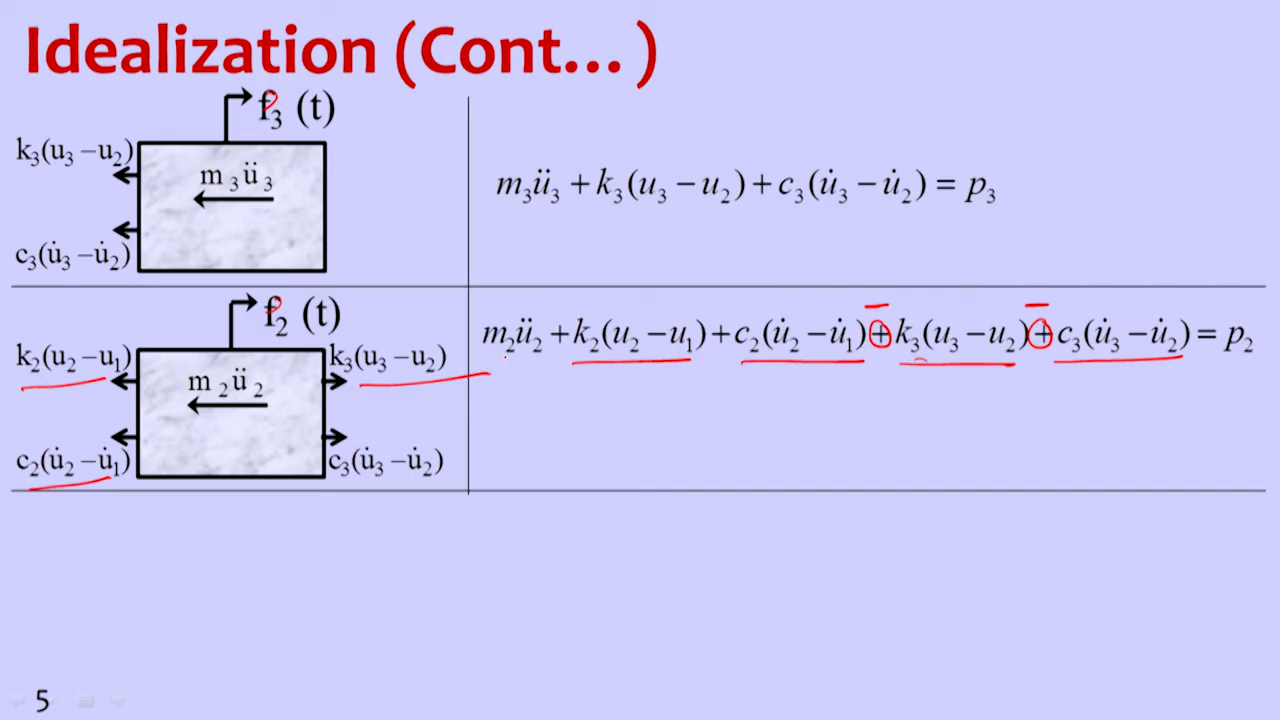 Idealization (Cont...)
f₃ (t)
p
k₃(u₃ −u₂)
m₃ü₃
c₃(u̇₃ −u̇₂)
m₃ü₃ + k₃(u₃ − u₂) + c₃(u̇₃ − u̇₂) = p₃
f₂ (t)
p
k₂(u₂ −u₁)
k₃(u₃ −u₂)
m₂ü₂
c₂(u̇₂ −u̇₁)
c₃(u̇₃ −u̇₂)
− −
m₂ü₂ + k₂(u₂ − u₁) + c₂(u̇₂ − u̇₁) + k₃(u₃ − u₂) + c₃(u̇₃ − u̇₂) = p₂
5